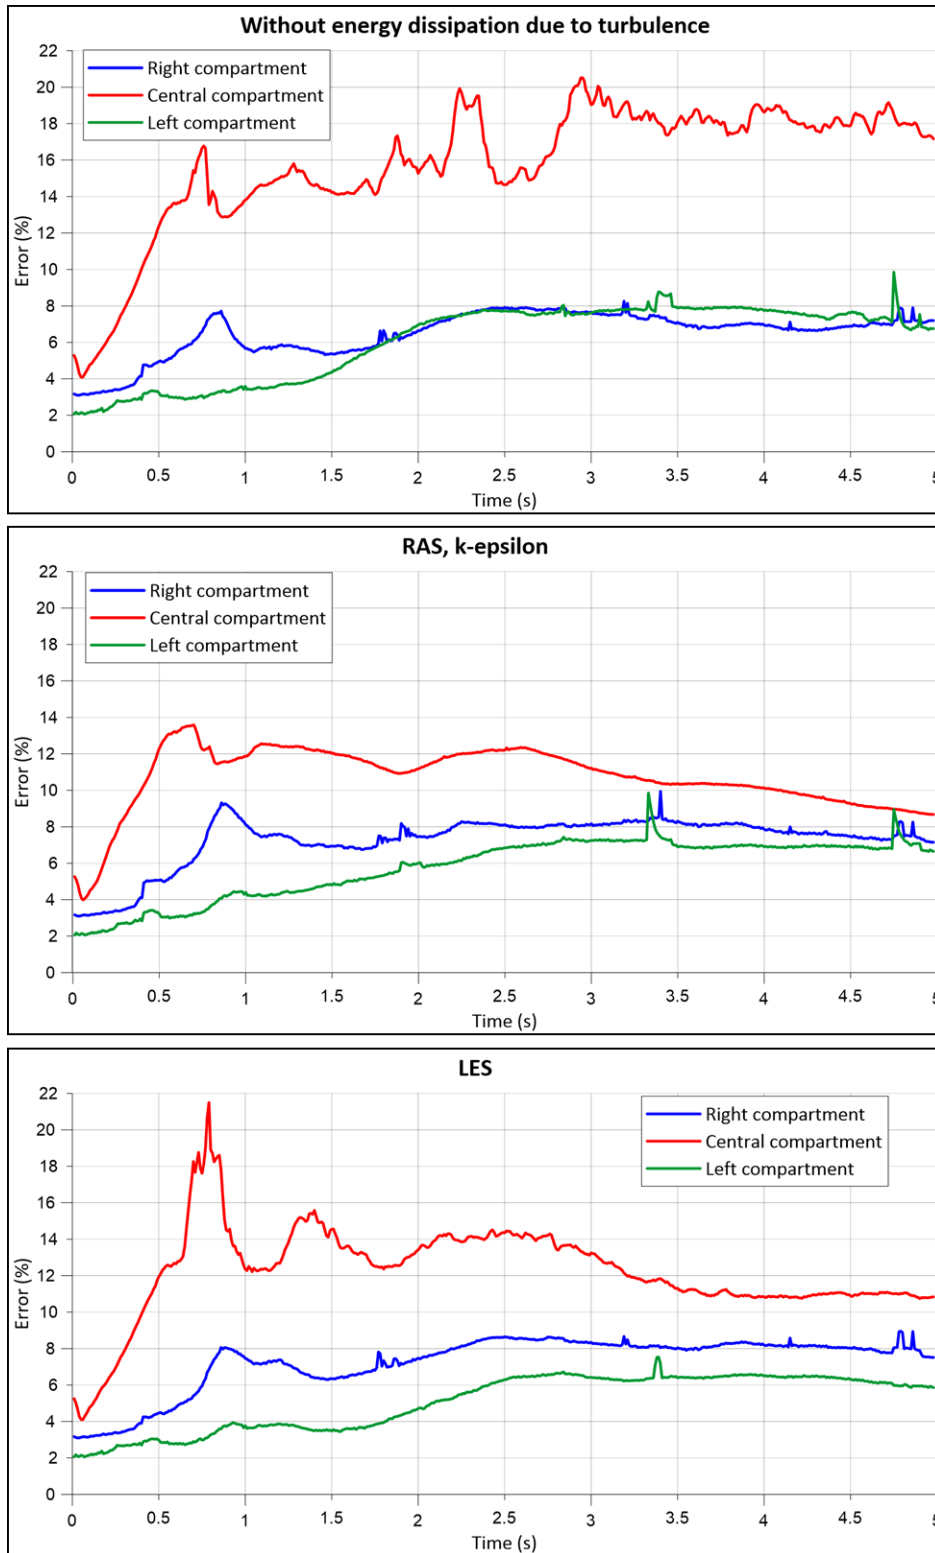 Without energy dissipation due to turbulence
22
20
18
16
14
12
10
8
6
4
2
0
Right compartment
Central compartment
Left compartment
Error (%)
0 0.5 1 1.5 2 2.5 3 3.5 4 4.5 5
Time (s)
RAS, k-epsilon
22
20
18
16
14
12
10
8
6
4
2
0
Right compartment
Central compartment
Left compartment
Error (%)
0 0.5 1 1.5 2 2.5 3 3.5 4 4.5 5
Time (s)
LES
22
20
18
16
14
12
10
8
6
4
2
0
Right compartment
Central compartment
Left compartment
Error (%)
0 0.5 1 1.5 2 2.5 3 3.5 4 4.5 5
Time (s)